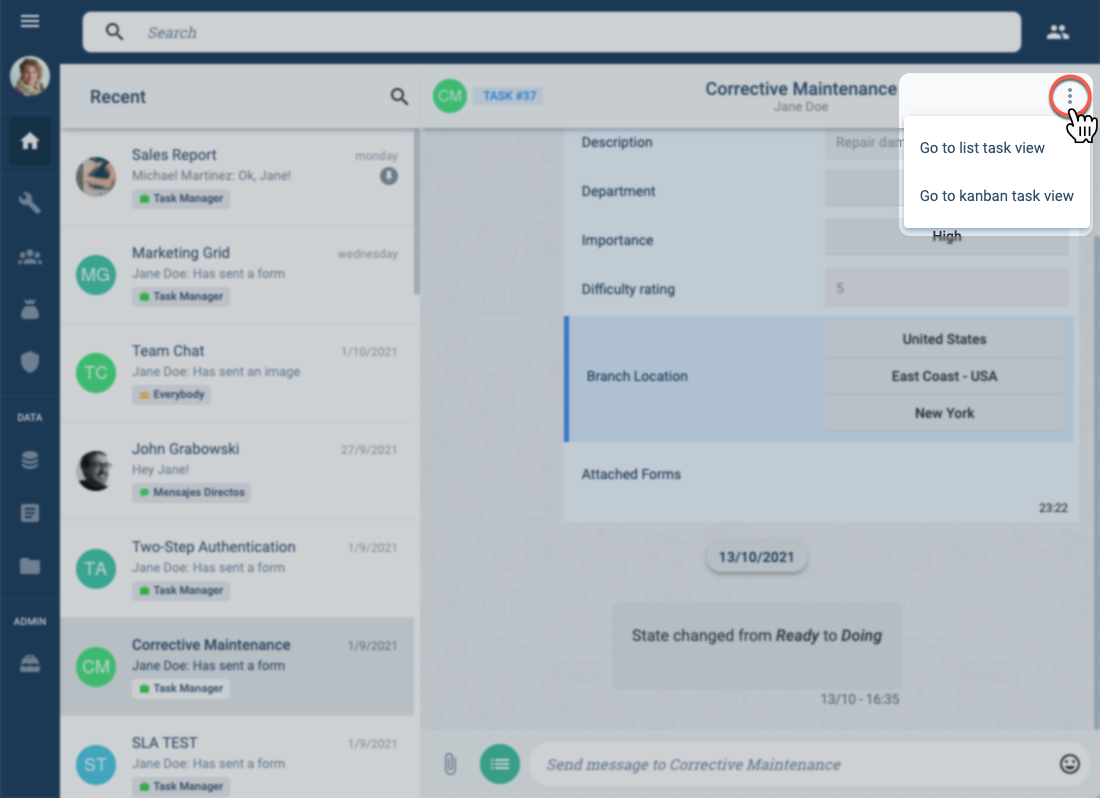 Search
Recent
CM
TASK #37
Corrective Maintenance
Jane Doe
Go to list task view
Go to kanban task view
Sales Report
monday
Michael Martinez: Ok, Jane!
Task Manager
MG
Marketing Grid
wednesday
Jane Doe: Has sent a form
Task Manager
TC
Team Chat
1/10/2021
Jane Doe: Has sent an image
Everybody
John Grabowski
27/9/2021
Hey Jane!
Mensajes Directos
TA
Two-Step Authentication
1/9/2021
Jane Doe: Has sent a form
Task Manager
CM
Corrective Maintenance
1/9/2021
Jane Doe: Has sent a form
Task Manager
ST
SLA TEST
1/9/2021
Jane Doe: Has sent a form
Task Manager
DATA
ADMIN
Description
Repair dam
Department
Importance
High
Difficulty rating
5
Branch Location
United States
East Coast - USA
New York
Attached Forms
23:22
13/10/2021
State changed from Ready to Doing
13/10 - 16:35
Send message to Corrective Maintenance